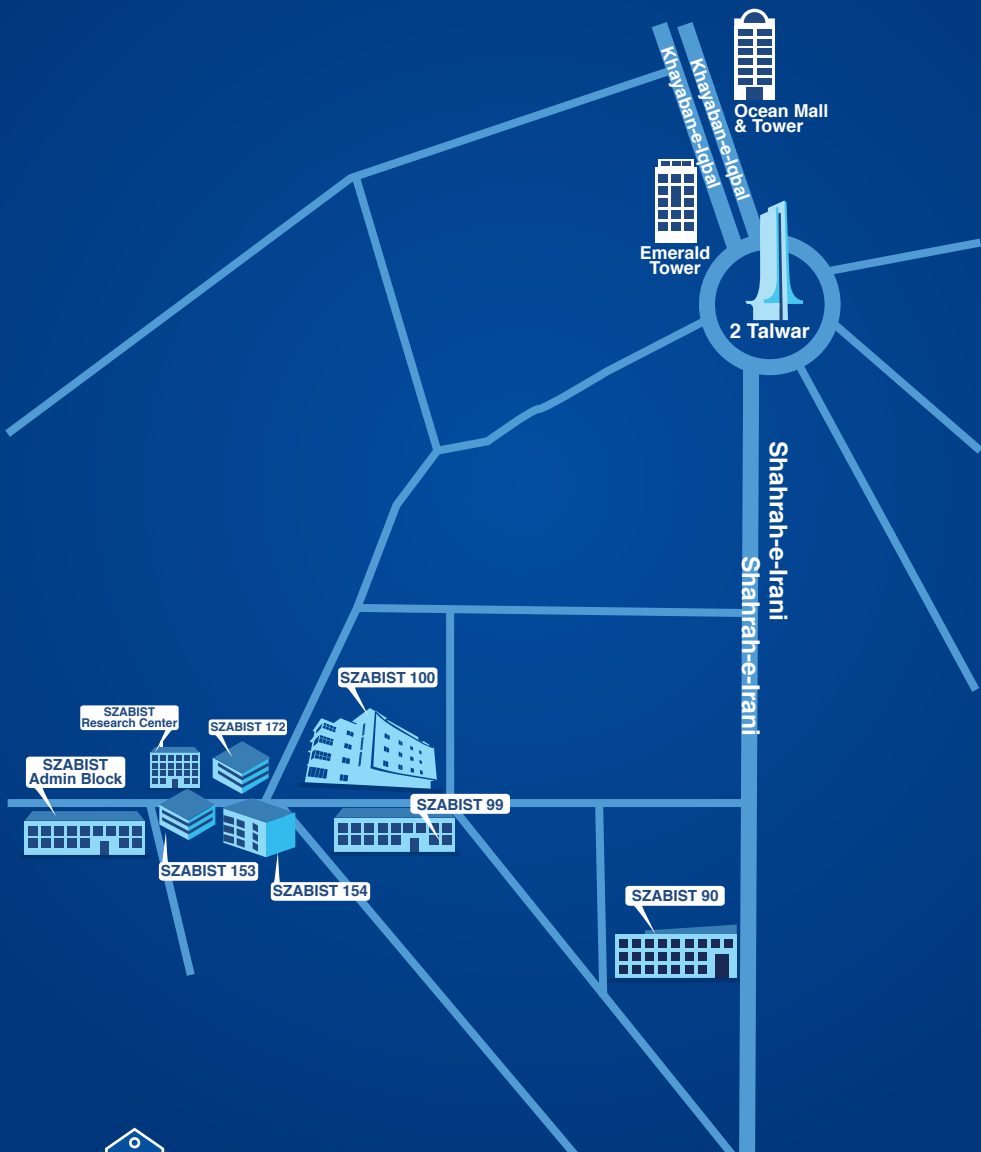 Khayaban-e-Iqbal
Khayaban-e-Iqbal
Ocean Mall
& Tower
Emerald
Tower
2 Talwar
Shahrah-e-Irani
Shahrah-e-Irani
SZABIST 100
SZABIST
Research Center
SZABIST 172
SZABIST
Admin Block
SZABIST 99
SZABIST 153
SZABIST 154
SZABIST 90